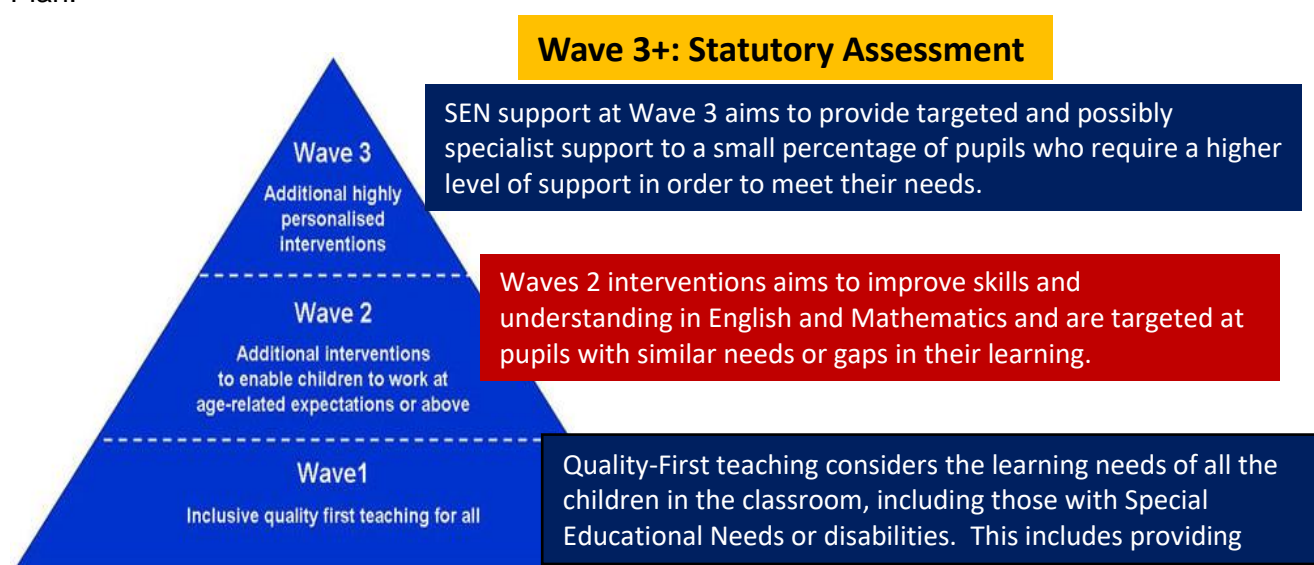 Plan.
Wave 3+: Statutory Assessment
SEN support at Wave 3 aims to provide targeted and possibly
specialist support to a small percentage of pupils who require a higher
level of support in order to meet their needs.
Wave 3
Additional highly
personalised
interventions
Waves 2 interventions aims to improve skills and
understanding in English and Mathematics and are targeted at
pupils with similar needs or gaps in their learning.
Wave 2
Additional interventions
to enable children to work at
age-related expectations or above
Quality-First teaching considers the learning needs of all the
children in the classroom, including those with Special
Educational Needs or disabilities.  This includes providing
Wave1
Inclusive quality first teaching for all